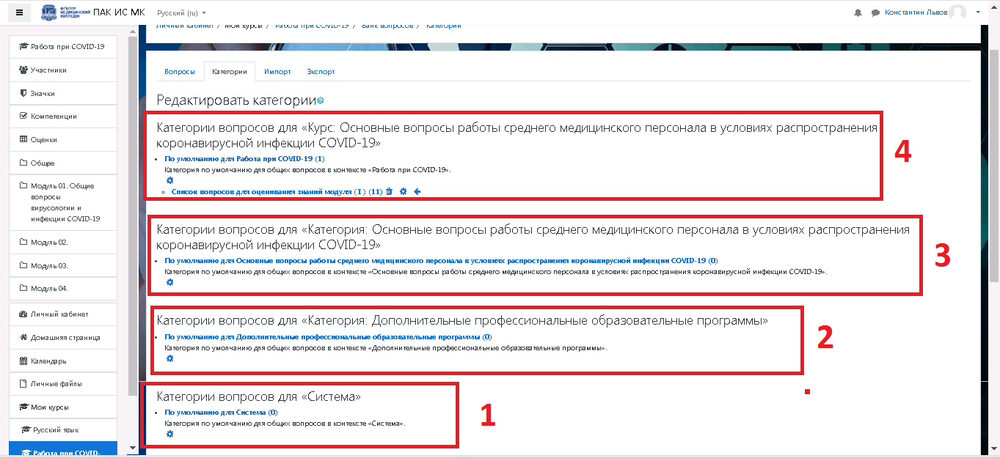 ФГБПОУ
МЕДИЦИНСКИЙ
КОЛЛЕДЖ
ПАК ИС МК
Русский (ru)
Константин Львов
Личный кабинет / Мои курсы / Работа при COVID-19 / Банк вопросов / Категории
Работа при COVID-19
Участники
Значки
Компетенции
Оценки
Общее
Модуль 01. Общие
вопросы
вирусологии и
инфекции COVID-19
Модуль 02.
Модуль 03.
Модуль 04.
Личный кабинет
Домашняя страница
Календарь
Личные файлы
Мои курсы
Русский язык
Работа при COVID-
Вопросы
Категории
Импорт
Экспорт
Редактировать категории
Категории вопросов для «Курс: Основные вопросы работы среднего медицинского персонала в условиях распространения
коронавирусной инфекции COVID-19»
По умолчанию для Работа при COVID-19 (1)
Категория по умолчанию для общих вопросов в контексте «Работа при COVID-19».
Список вопросов для оценивания знаний модуля ( I ) (11)
4
Категории вопросов для «Категория: Основные вопросы работы среднего медицинского персонала в условиях распространения
коронавирусной инфекции COVID-19»
По умолчанию для Основные вопросы работы среднего медицинского персонала в условиях распространения коронавирусной инфекции COVID-19 (0)
Категория по умолчанию для общих вопросов в контексте «Основные вопросы работы среднего медицинского персонала в условиях распространения коронавирусной инфекции COVID-19».
3
Категории вопросов для «Категория: Дополнительные профессиональные образовательные программы»
По умолчанию для Дополнительные профессиональные образовательные программы (0)
Категория по умолчанию для общих вопросов в контексте «Дополнительные профессиональные образовательные программы».
2
Категории вопросов для «Система»
По умолчанию для Система (0)
Категория по умолчанию для общих вопросов в контексте «Система».
1